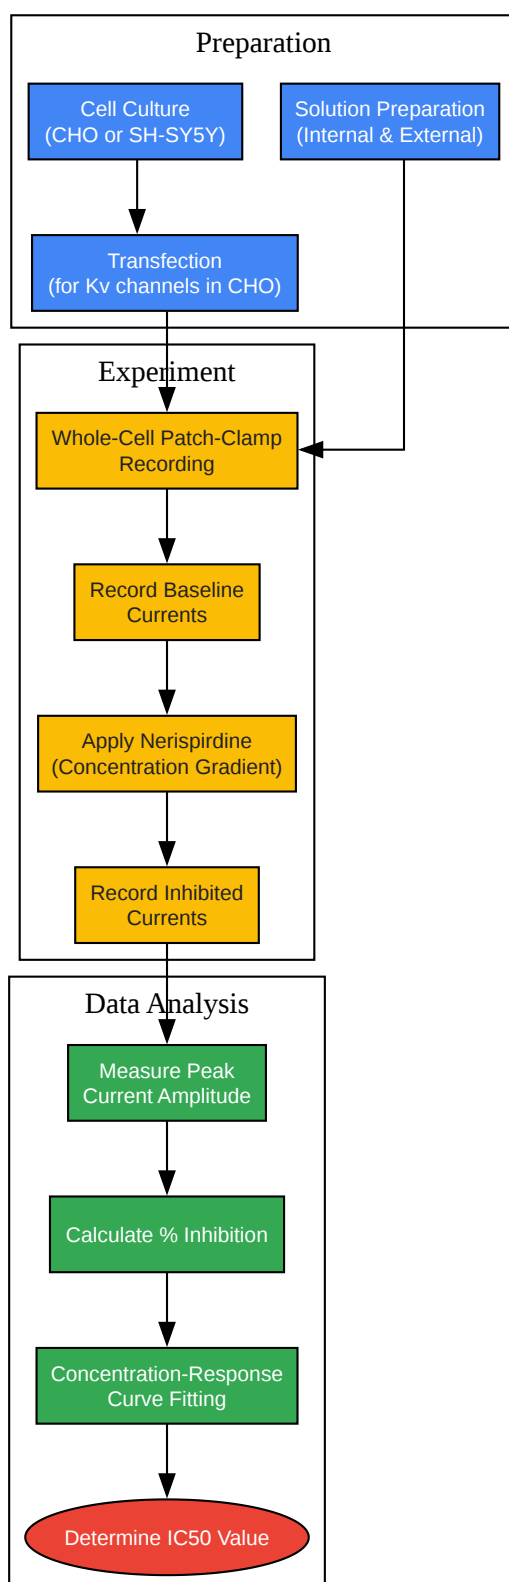 Preparation
Cell Culture
(CHO or SH-SY5Y)
Solution Preparation
(Internal & External)
Transfection
(for Kv channels in CHO)
Experiment
Whole-Cell Patch-Clamp
Recording
Record Baseline
Currents
Apply Nerispirdine
(Concentration Gradient)
Record Inhibited
Currents
Data Analysis
Measure Peak
Current Amplitude
Calculate % Inhibition
Concentration-Response
Curve Fitting
Determine IC50 Value